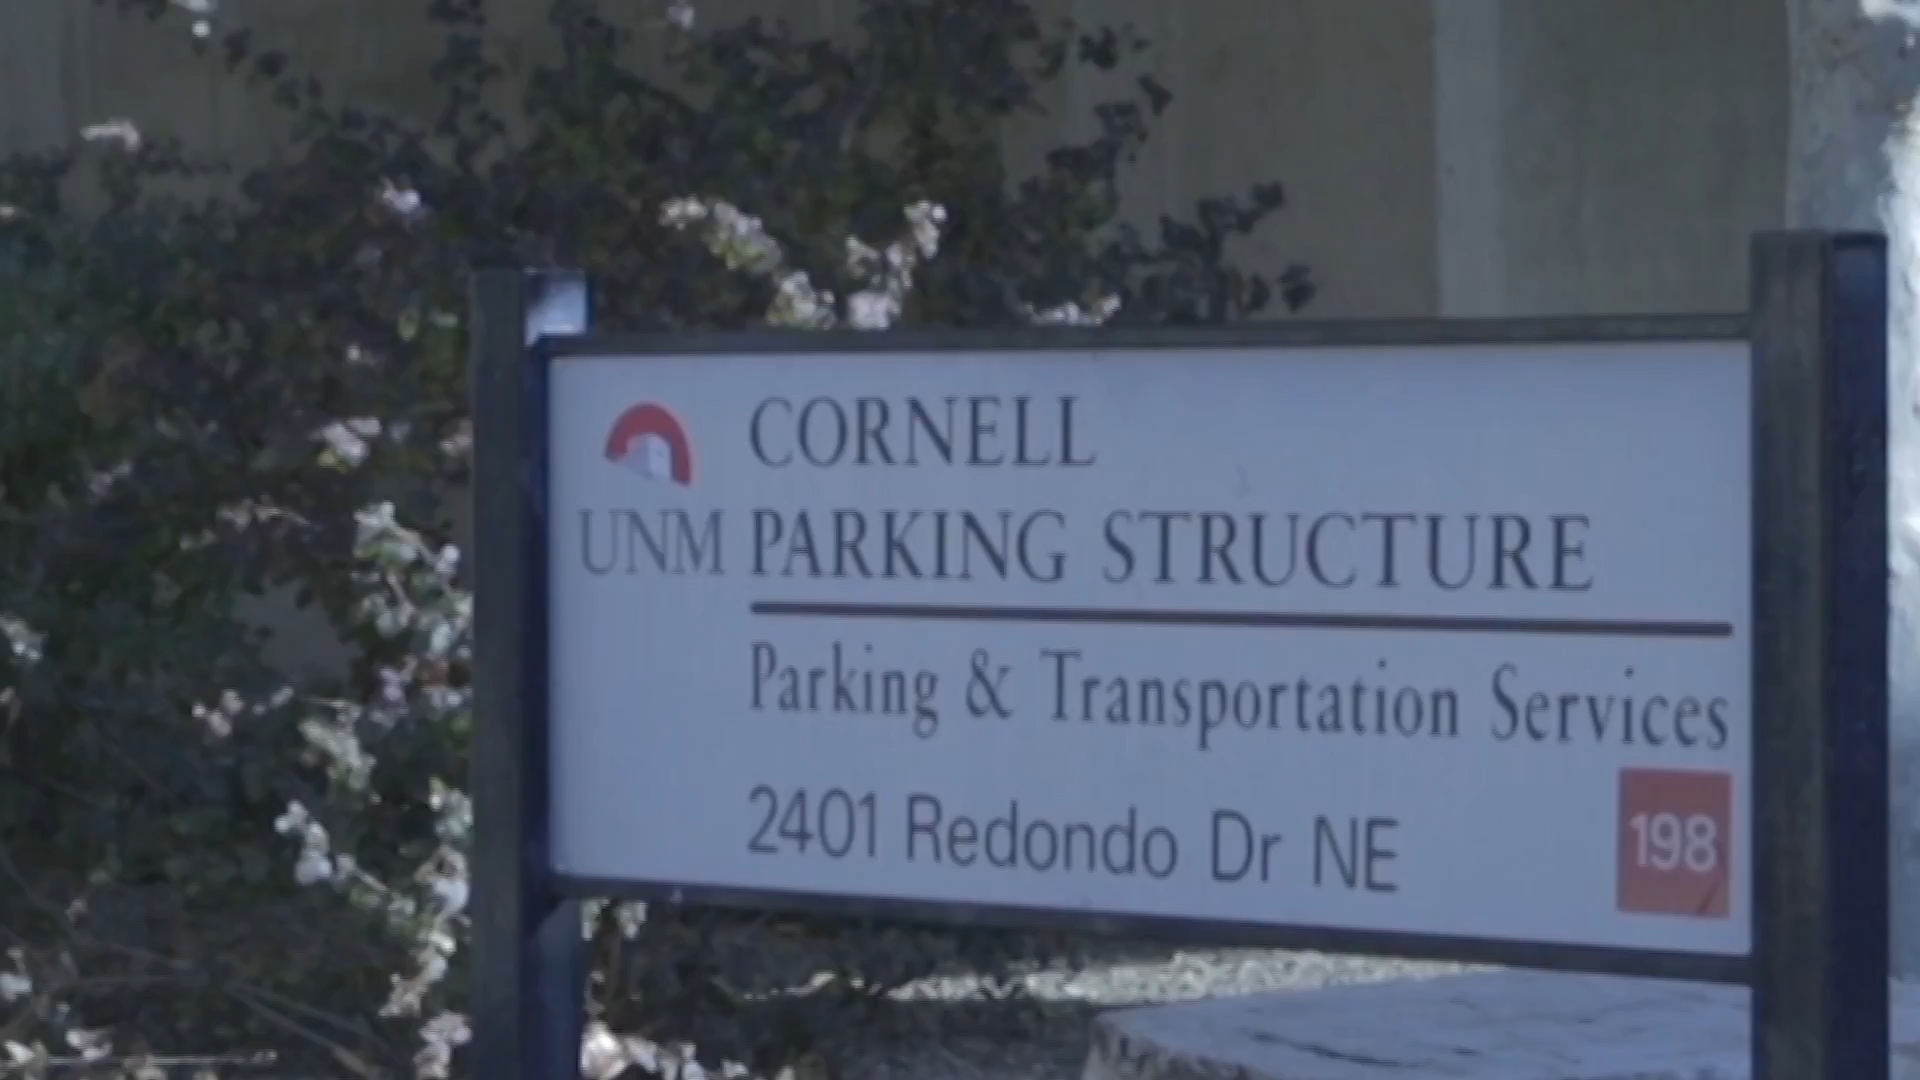 CORNELL
UNM PARKING STRUCTURE
Parking & Transportation Services
2401 Redondo Dr NE
198